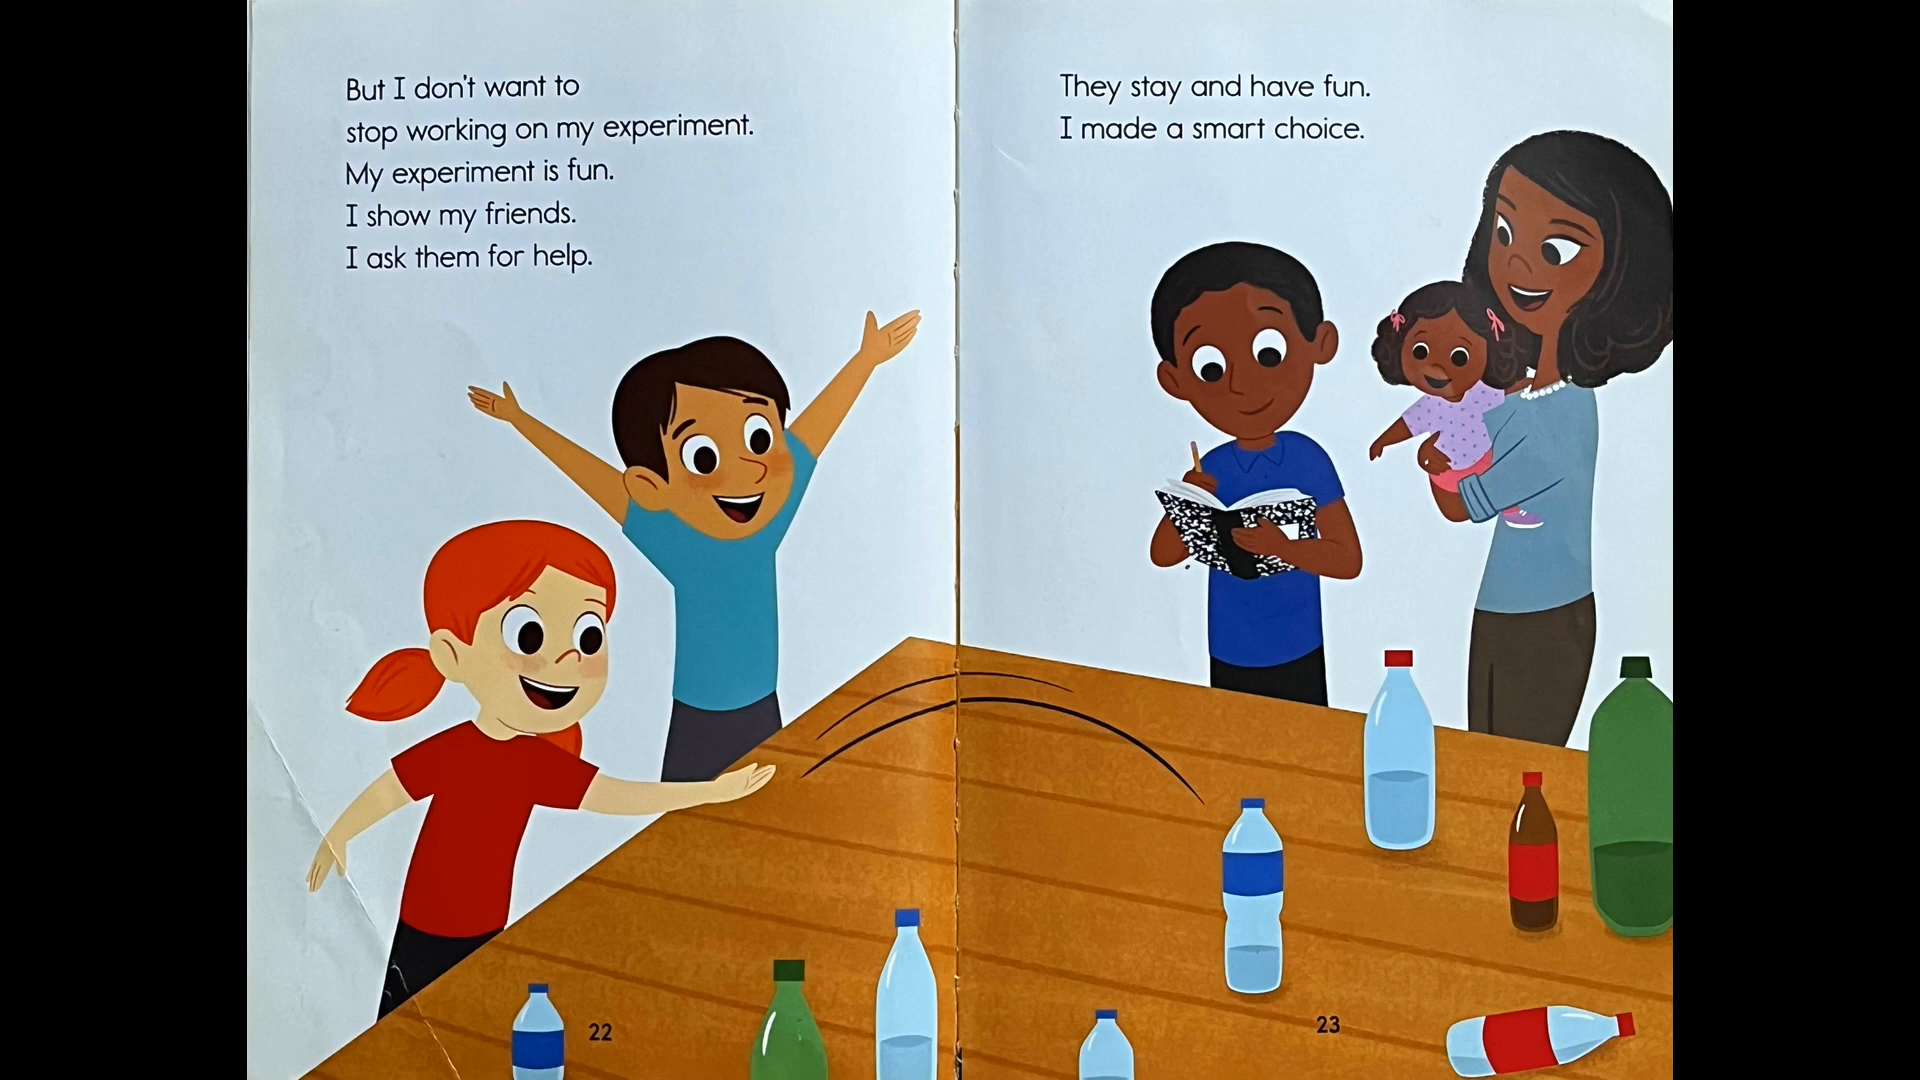 But I don't want to
stop working on my experiment.
My experiment is fun.
I show my friends.
I ask them for help.
22
They stay and have fun.
I made a smart choice.
23